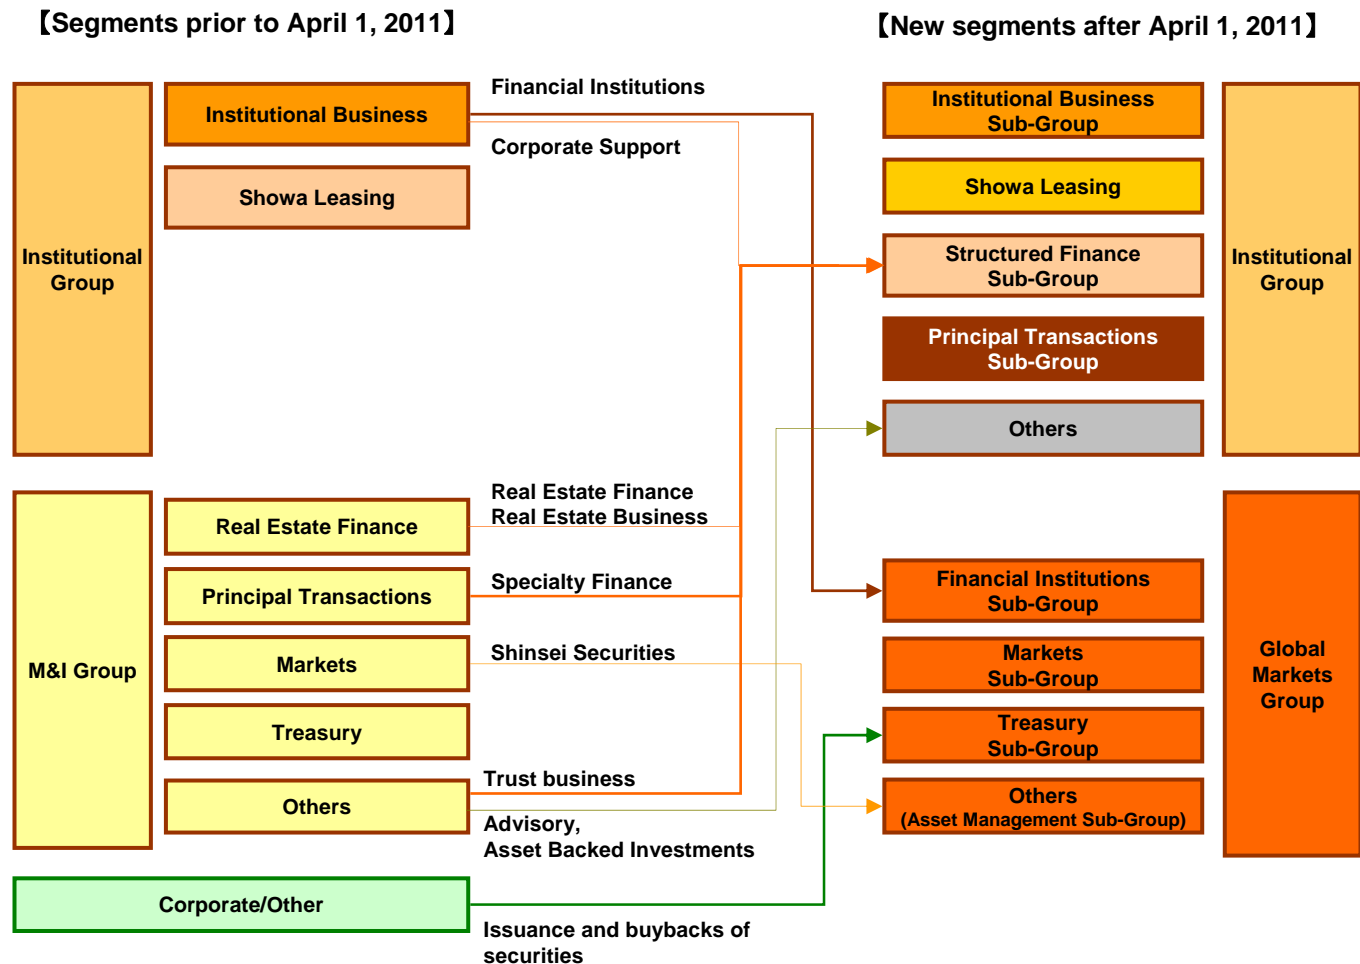 【Segments prior to April 1, 2011】
【New segments after April 1, 2011】
Institutional
Group
Institutional Business
Showa Leasing
Financial Institutions
Corporate Support
Institutional Business
Sub-Group
Showa Leasing
Structured Finance
Sub-Group
Principal Transactions
Sub-Group
Others
Institutional
Group
M&I Group
Real Estate Finance
Principal Transactions
Markets
Treasury
Others
Real Estate Finance
Real Estate Business
Specialty Finance
Shinsei Securities
Trust business
Advisory,
Asset Backed Investments
Financial Institutions
Sub-Group
Markets
Sub-Group
Treasury
Sub-Group
Others
(Asset Management Sub-Group)
Global
Markets
Group
Corporate/Other
Issuance and buybacks of
securities